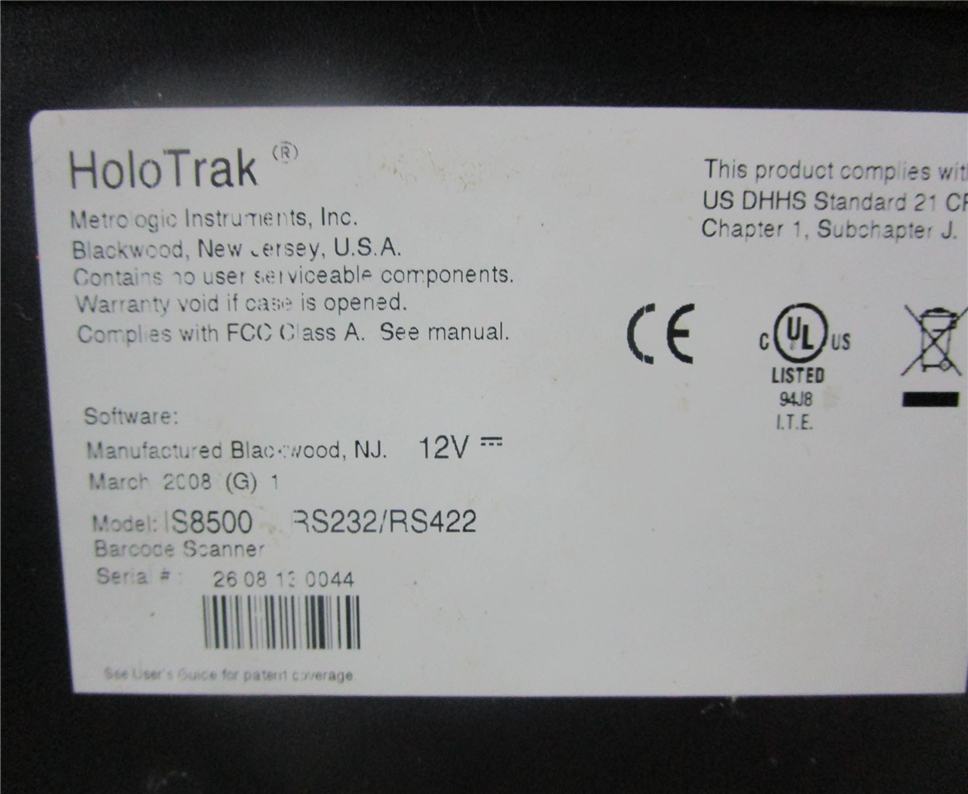 HoloTrak ®
Metrologic Instruments, Inc.
Blackwood, New Jersey, U.S.A.
Contains no user serviceable components.
Warranty void if case is opened.
Complies with FCC Class A. See manual.
This product complies with
US DHHS Standard 21 CF
Chapter 1, Subchapter J.
CE
C UL US
LISTED
94J8
I.T.E.
Software:
Manufactured Blackwood, NJ. 12V
March 2008 (G) 1
Model: IS8500 RS232/RS422
Barcode Scanner
Serial #: 26 08 13 0044
See User's Guide for patent coverage